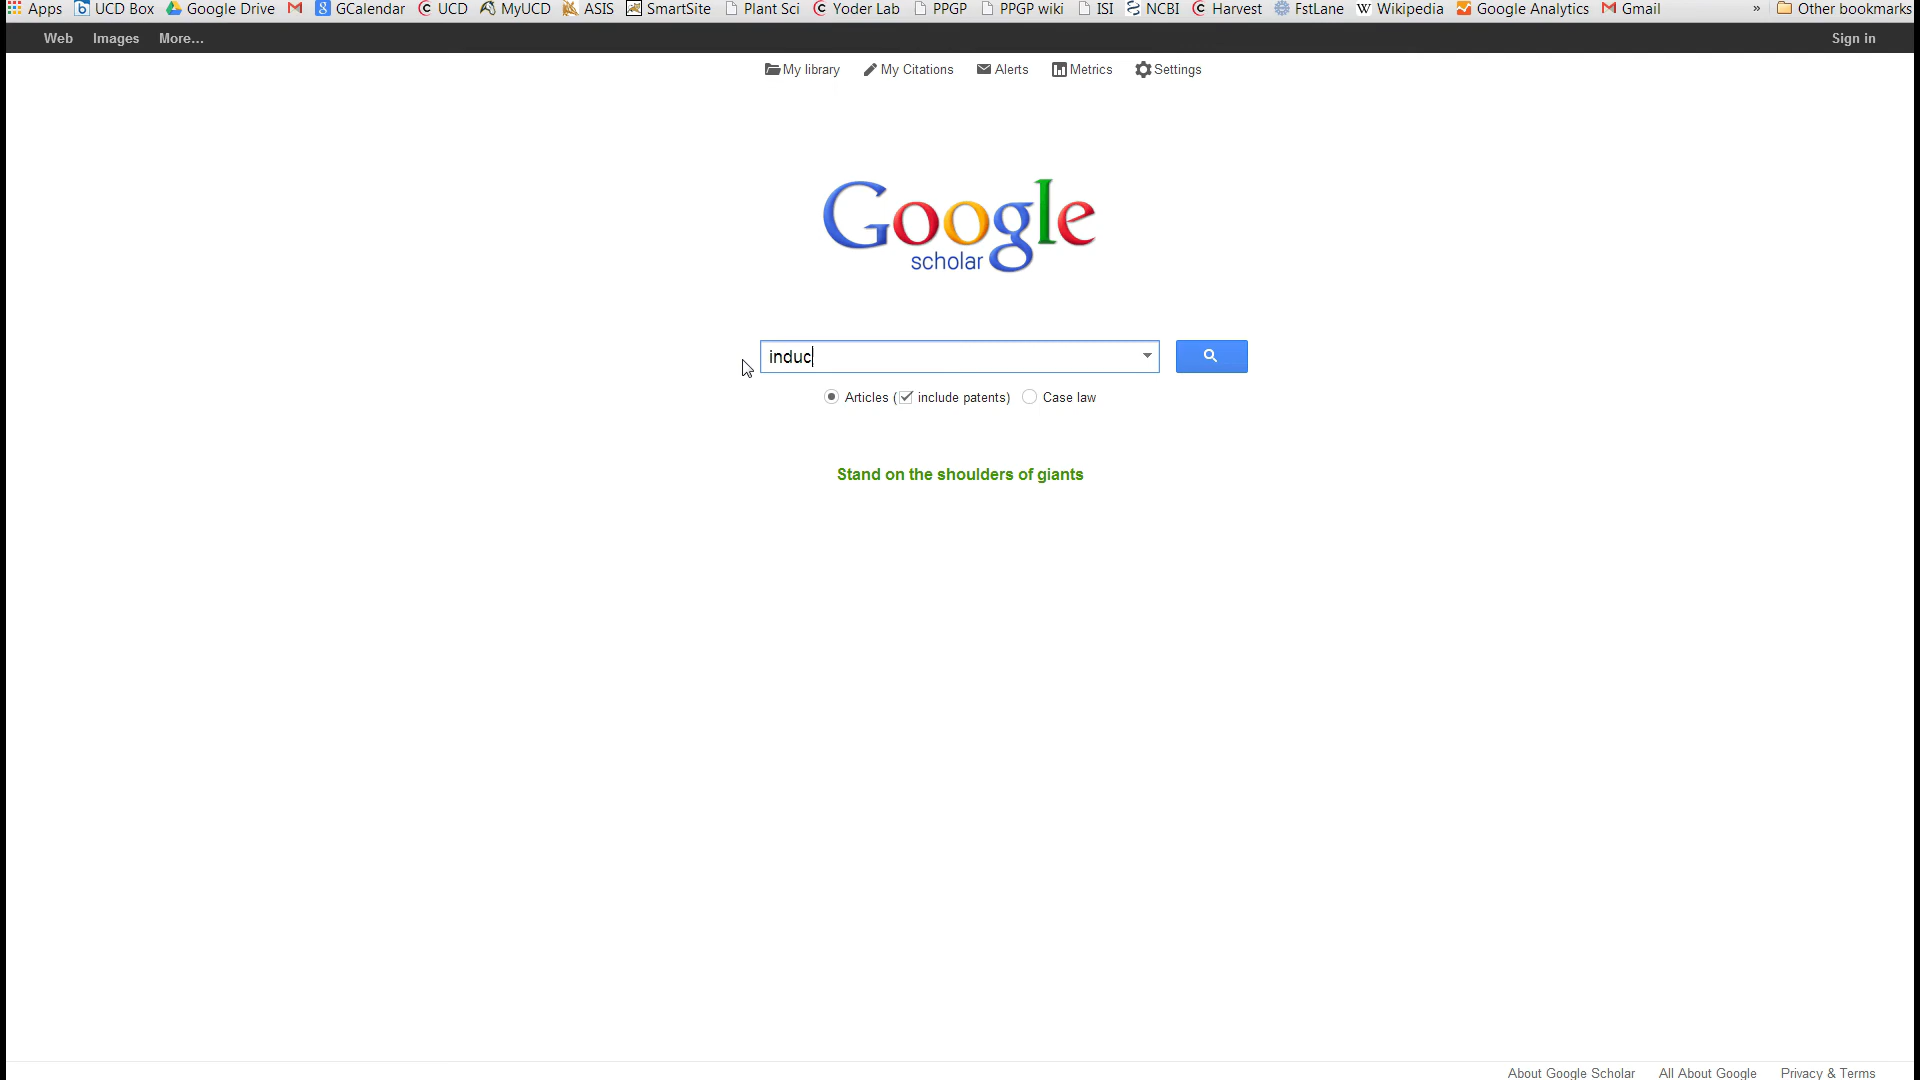 Apps UCD Box Google Drive GCalendar UCD MyUCD ASIS SmartSite Plant Sci Yoder Lab PPGP PPGP wiki ISI NCBI Harvest FstLane Wikipedia Google Analytics Gmail » Other bookmarks
Web Images More... Sign in
My library My Citations Alerts Metrics Settings
Google
scholar
induc
Articles (include patents) Case law
Stand on the shoulders of giants
About Google Scholar All About Google Privacy & Terms